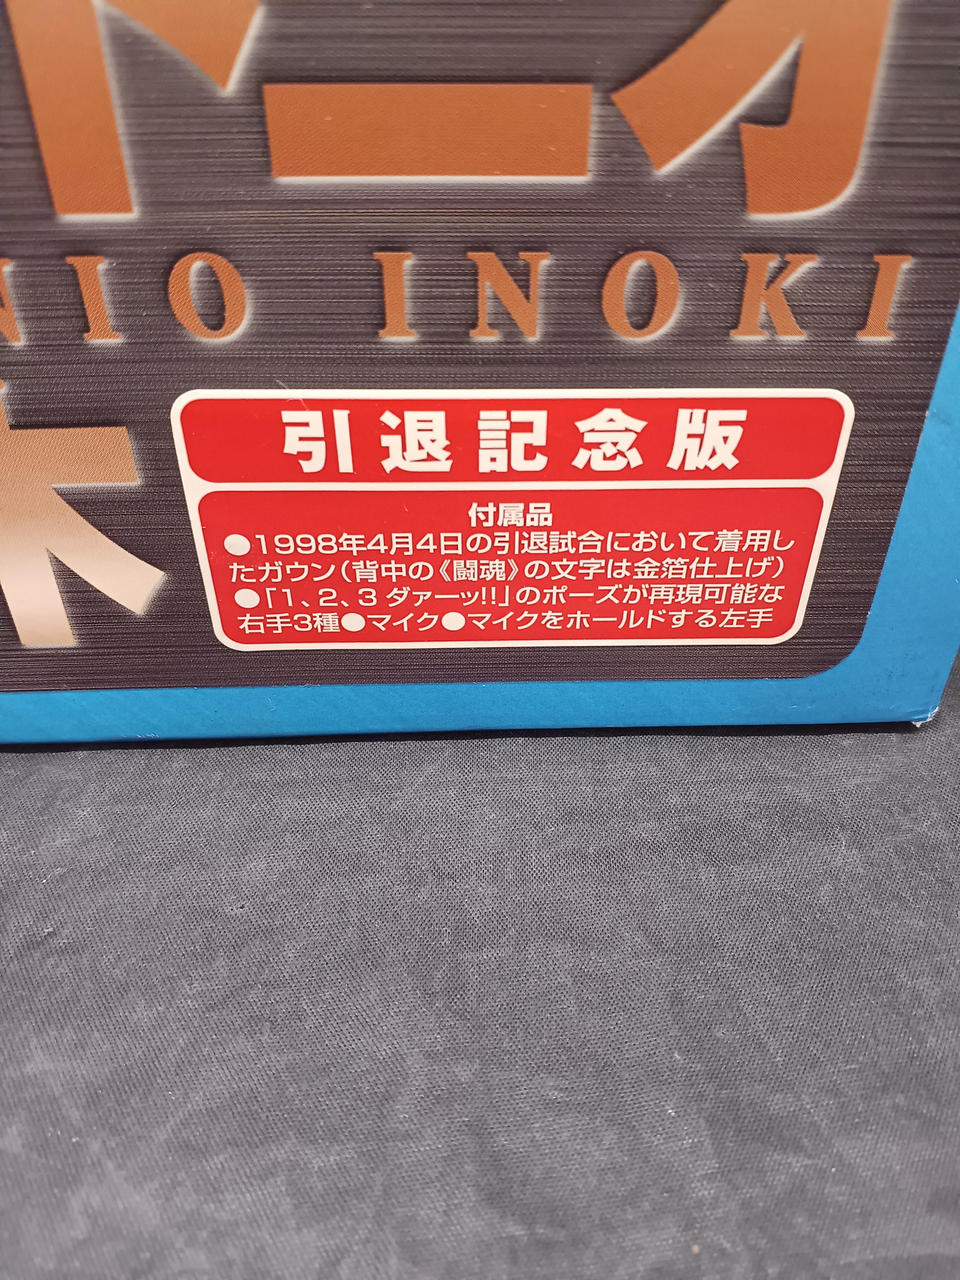 ニオ
NIO INOKI
木
引退記念版
付属品
●1998年4月4日の引退試合において着用し
たガウン(背中の《闘魂》の文字は金箔仕上げ)
●「1、2、3 ダァーッ!!」のポーズが再現可能な
右手3種●マイク●マイクをホールドする左手